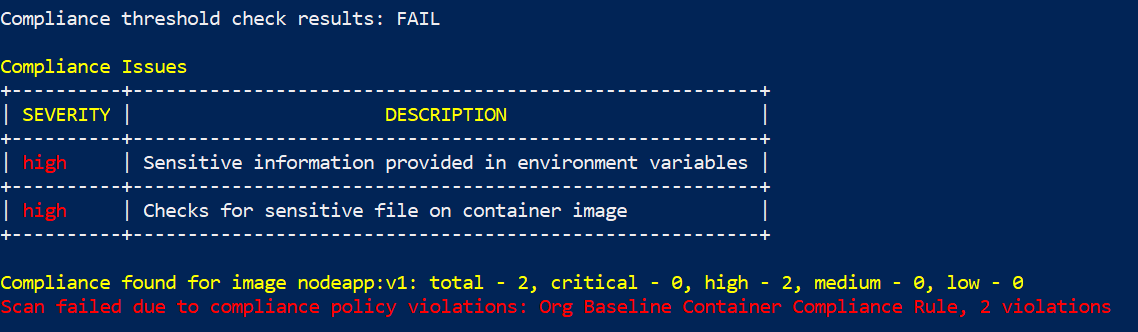 Compliance threshold check results: FAIL
Compliance Issues
+----------+---------------------------------------------------------+
| SEVERITY |                       DESCRIPTION                       |
+----------+---------------------------------------------------------+
| high     | Sensitive information provided in environment variables |
+----------+---------------------------------------------------------+
| high     | Checks for sensitive file on container image            |
+----------+---------------------------------------------------------+
Compliance found for image nodeapp:v1: total - 2, critical - 0, high - 2, medium - 0, low - 0
Scan failed due to compliance policy violations: Org Baseline Container Compliance Rule, 2 violations